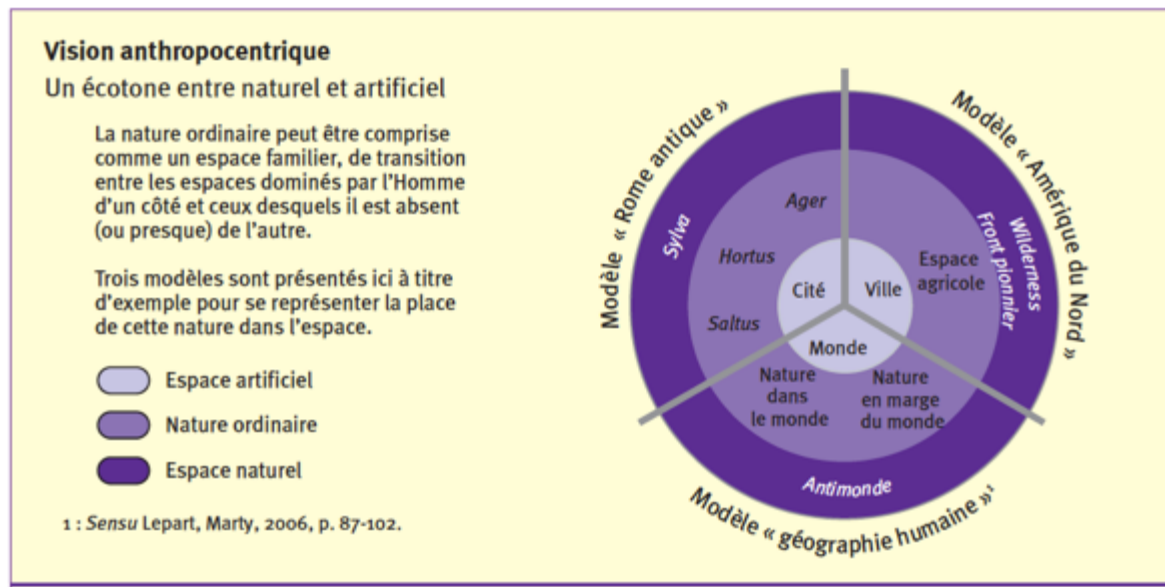 Vision anthropocentrique
Un écotone entre naturel et artificiel
La nature ordinaire peut être comprise
comme un espace familier, de transition
entre les espaces dominés par l'Homme
d'un côté et ceux desquels il est absent
(ou presque) de l'autre.
Trois modèles sont présentés ici à titre
d'exemple pour se représenter la place
de cette nature dans l'espace.
Espace artificiel
Nature ordinaire
Espace naturel
1 : Sensu Lepart, Marty, 2006, p. 87-102.
Modèle « Rome antique »
Sylva
Ager
Hortus
Saltus
Cité
Modèle « Amérique du Nord »
Wilderness
Front pionnier
Espace
agricole
Ville
Monde
Nature
dans
le monde
Nature
en marge
du monde
Antimonde
Modèle « géographie humaine »¹